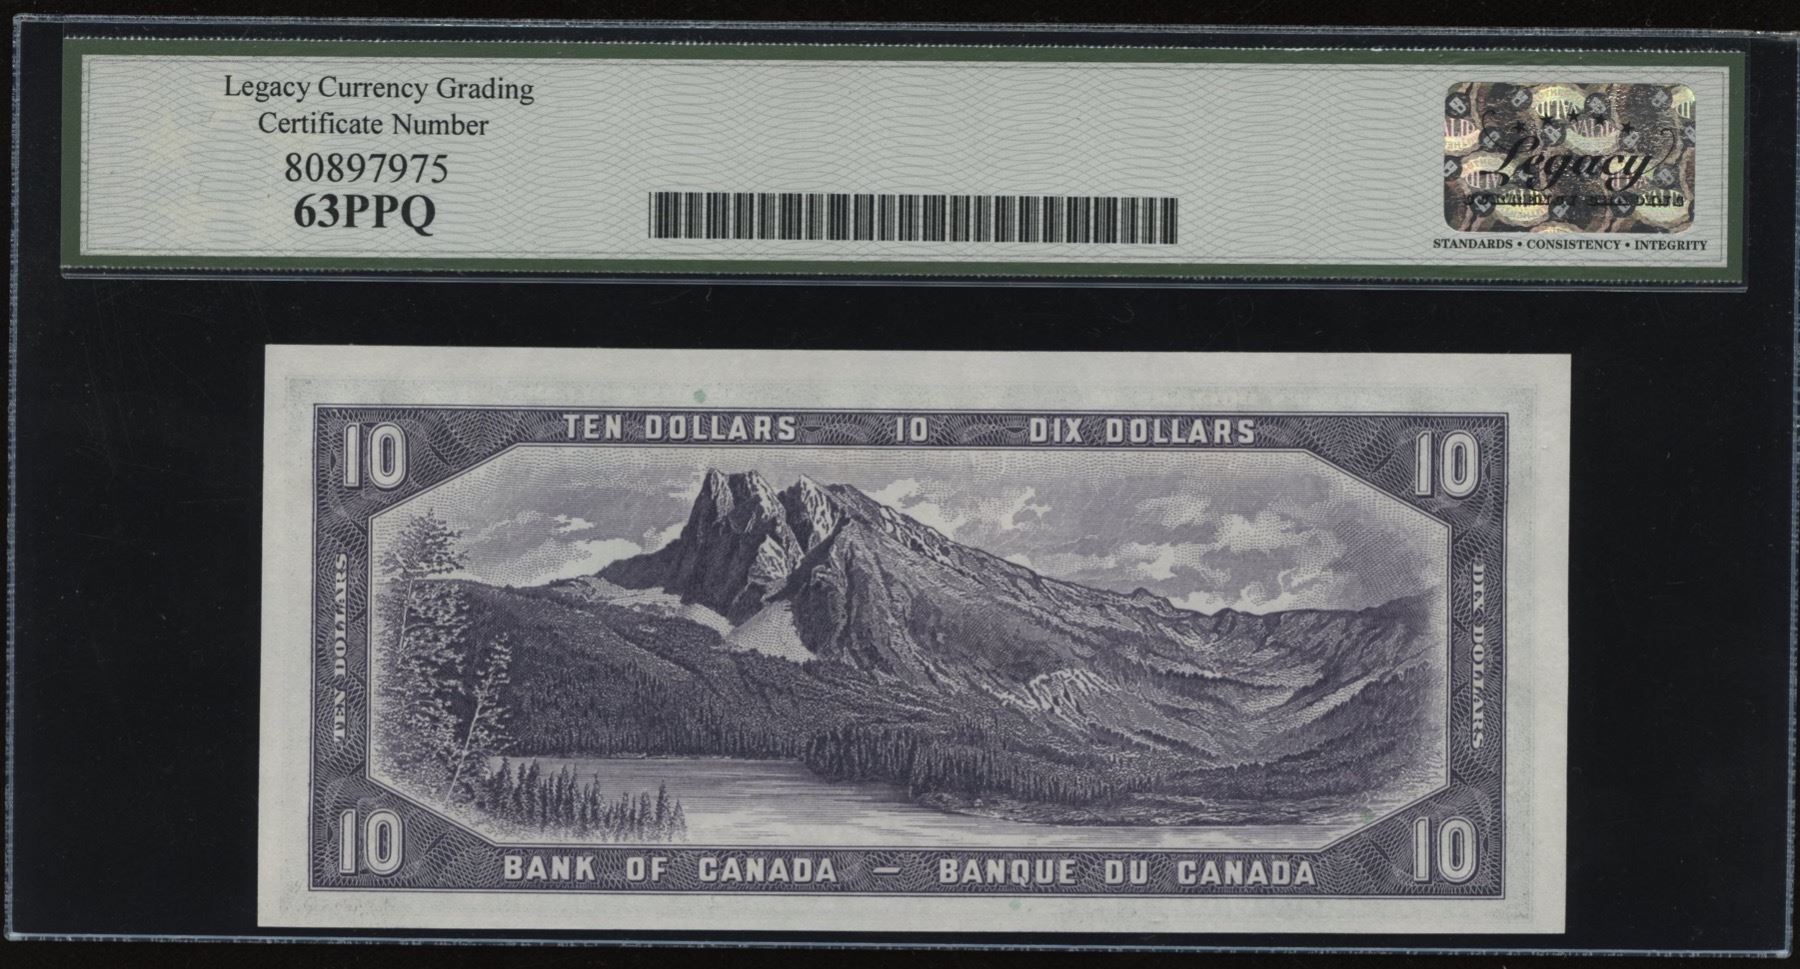 Legacy Currency Grading
Certificate Number
80897975
63PPQ
Legacy
STANDARDS • CONSISTENCY • INTEGRITY
10 TEN DOLLARS 10 DIX DOLLARS 10
TEN DOLLARS
DIX DOLLARS
10 BANK OF CANADA — BANQUE DU CANADA 10